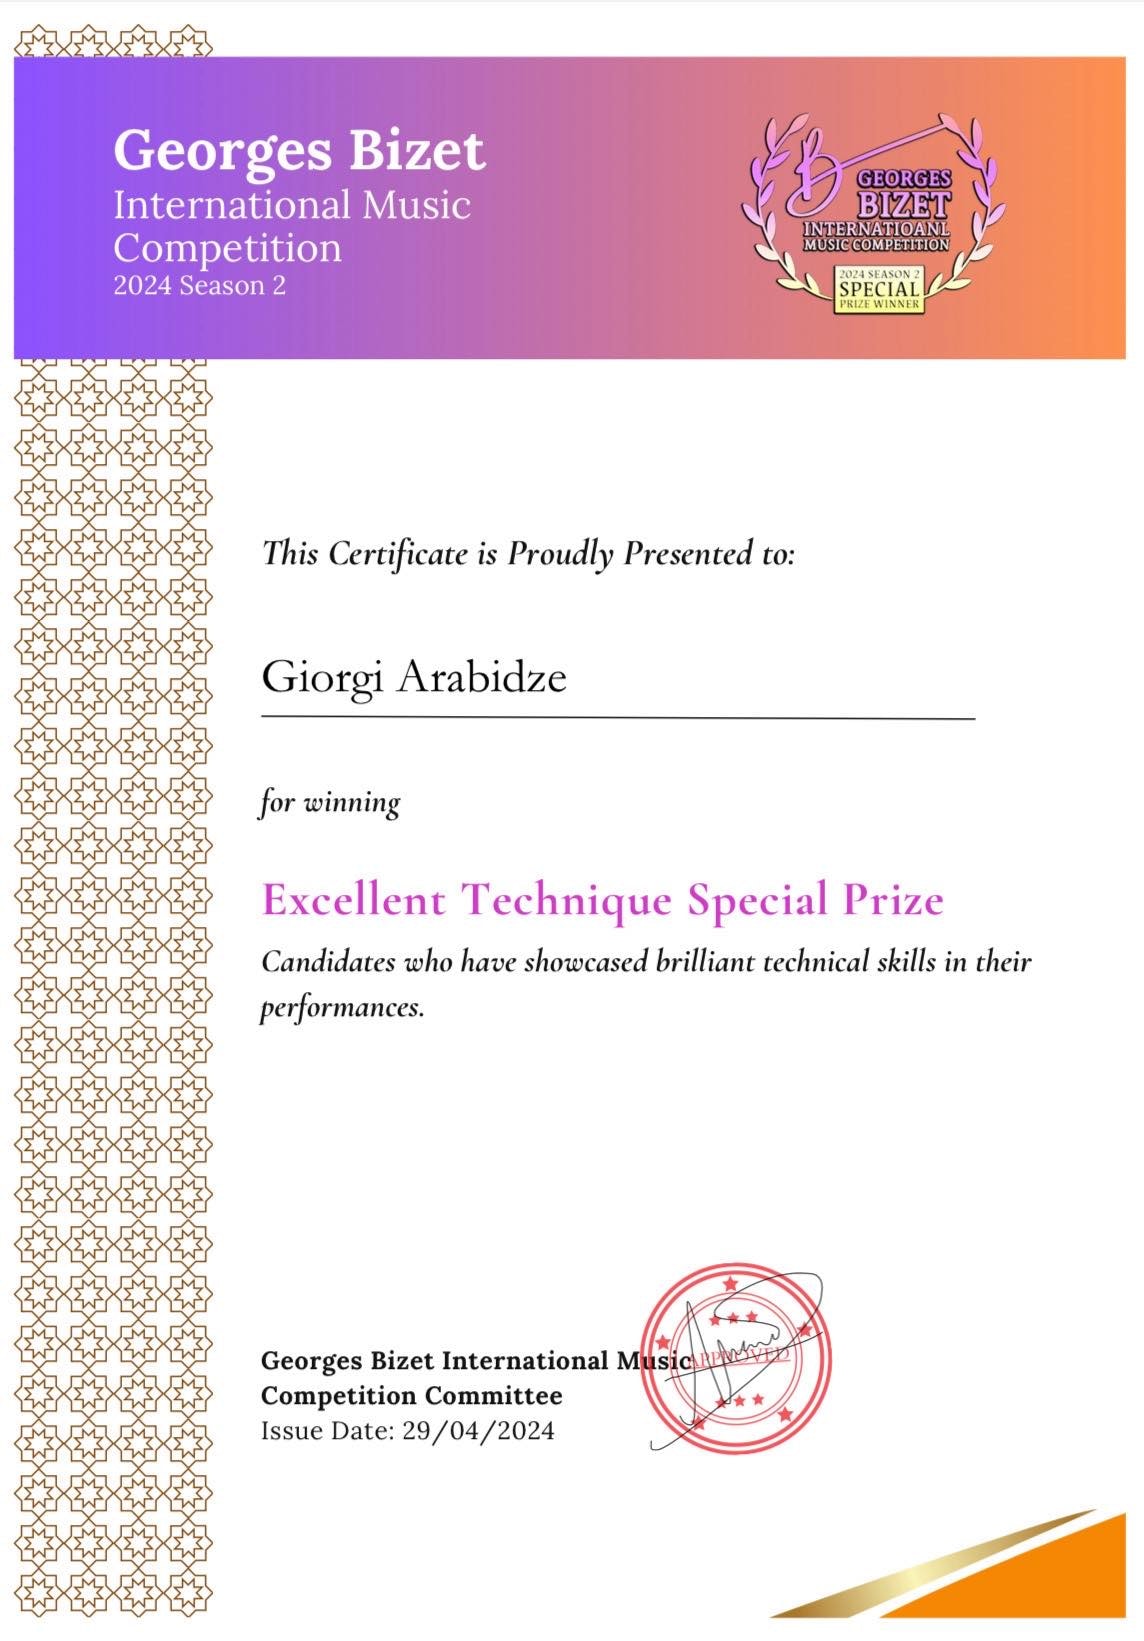 Georges Bizet
International Music
Competition
2024 Season 2
B
GEORGES
BIZET
INTERNATIOANL
MUSIC COMPETITION
2024 SEASON 2
SPECIAL
PRIZE WINNER
This Certificate is Proudly Presented to:
Giorgi Arabidze
for winning
Excellent Technique Special Prize
Candidates who have showcased brilliant technical skills in their
performances.
Georges Bizet International Music
Competition Committee
Issue Date: 29/04/2024
APPROVED